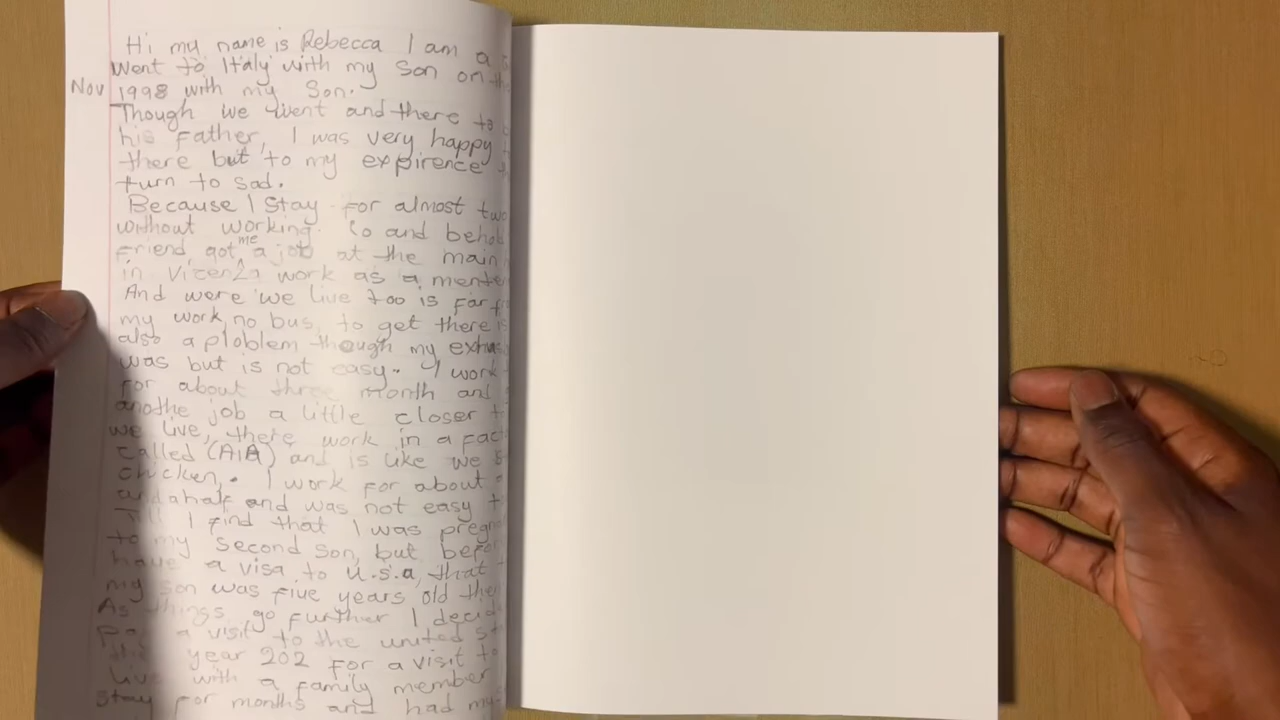 Hi my name is Rebecca I am a
Went to Italy with my Son on the
Nov 1998 with my Son.
Though we went and there to
his Father, I was very happy
there but to my expirence
turn to sad.
Because I Stay for almost two
without working. So and behold
friend got me a job at the main
in Vicenza work as a
And were we live too is far
my work, no bus, to get there is
also a ploblem though my
was but is not easy. I work
for about three month and
anothe job a little closer
we live, there work in a
called (AIA) and is like we
chicken. I work for about
and a half and was not easy
Till I find that I was
to my second son, but
have a visa to U.S.a, that
my son was five years old
As things go further I
Pay a visit to the united
the year 202 for a visit to
live with a family member
Stay for months and had my